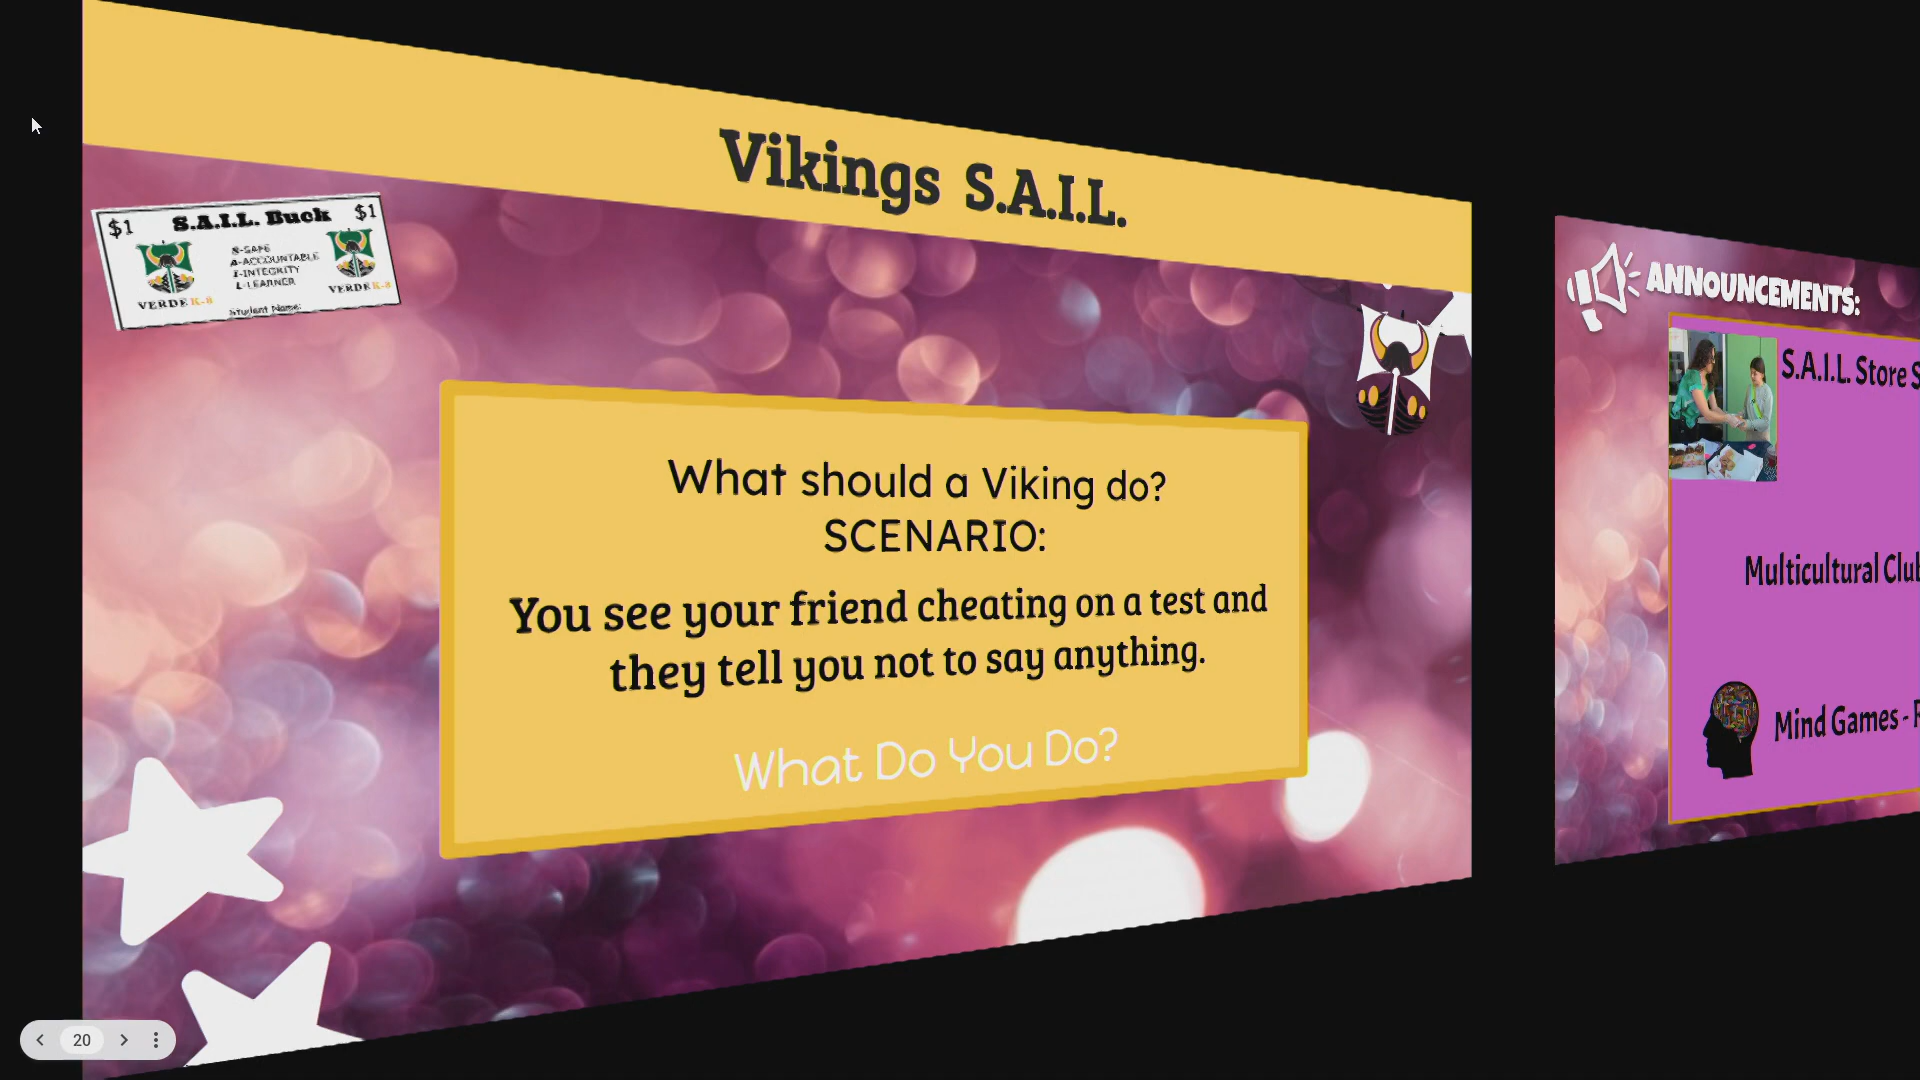 Vikings S.A.I.L.
$1 S.A.I.L. Buck $1
S-SAFE
A-ACCOUNTABLE
I-INTEGRITY
L-LEARNER
VERDE K-8
VERDE K-8
Student Name:
What should a Viking do?
SCENARIO:
You see your friend cheating on a test and
they tell you not to say anything.
What Do You Do?
ANNOUNCEMENTS:
S.A.I.L. Store S
Multicultural Club
Mind Games -
20